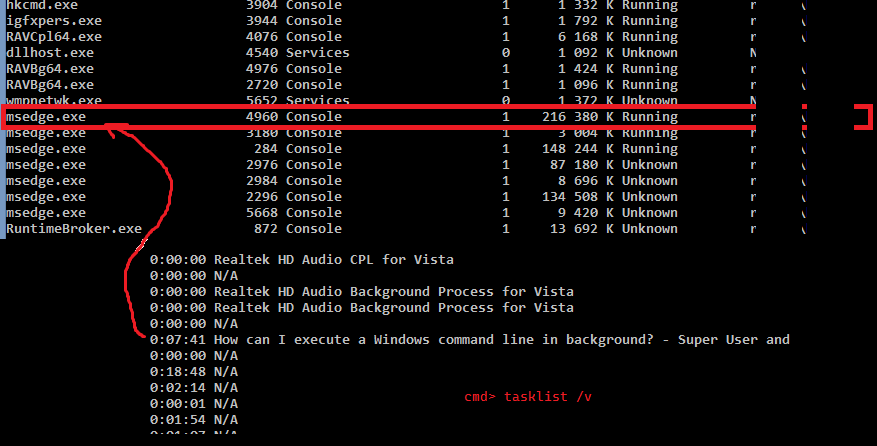 hkcmd.exe 3904 Console 1 1 332 K Running r
igfxpers.exe 3944 Console 1 1 792 K Running r
RAVCpl64.exe 4076 Console 1 6 168 K Running r
dllhost.exe 4540 Services 0 1 092 K Unknown N
RAVBg64.exe 4976 Console 1 1 424 K Running r
RAVBg64.exe 2720 Console 1 1 096 K Running r
wmpnetwk.exe 5652 Services 0 1 372 K Unknown N
msedge.exe 4960 Console 1 216 380 K Running r
msedge.exe 3180 Console 1 3 004 K Running r
msedge.exe 284 Console 1 148 244 K Running r
msedge.exe 2976 Console 1 87 180 K Unknown r
msedge.exe 2984 Console 1 8 696 K Unknown r
msedge.exe 2296 Console 1 134 508 K Unknown r
msedge.exe 5668 Console 1 9 420 K Unknown r
RuntimeBroker.exe 872 Console 1 13 692 K Unknown r
0:00:00 Realtek HD Audio CPL for Vista
0:00:00 N/A
0:00:00 Realtek HD Audio Background Process for Vista
0:00:00 Realtek HD Audio Background Process for Vista
0:00:00 N/A
0:07:41 How can I execute a Windows command line in background? - Super User and
0:00:00 N/A
0:18:48 N/A
0:02:14 N/A
0:00:01 N/A
0:01:54 N/A
0:01:07 N/A
cmd> tasklist /v